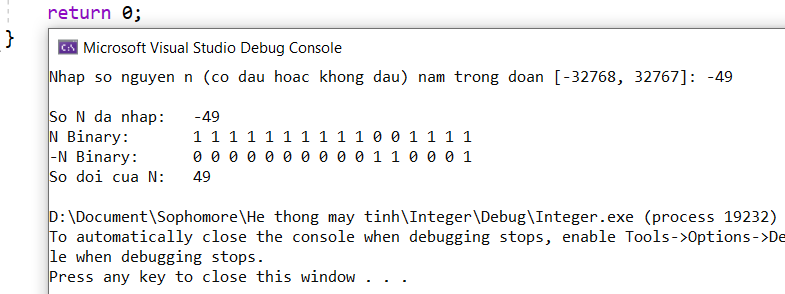 return 0;
}
Microsoft Visual Studio Debug Console
Nhap so nguyen n (co dau hoac khong dau) nam trong doan [-32768, 32767]: -49
So N da nhap: -49
N Binary: 1 1 1 1 1 1 1 1 1 1 0 0 1 1 1 1
-N Binary: 0 0 0 0 0 0 0 0 0 0 1 1 0 0 0 1
So doi cua N: 49
D:\Document\Sophomore\He thong may tinh\Integer\Debug\Integer.exe (process 19232)
To automatically close the console when debugging stops, enable Tools->Options->De
le when debugging stops.
Press any key to close this window . . .